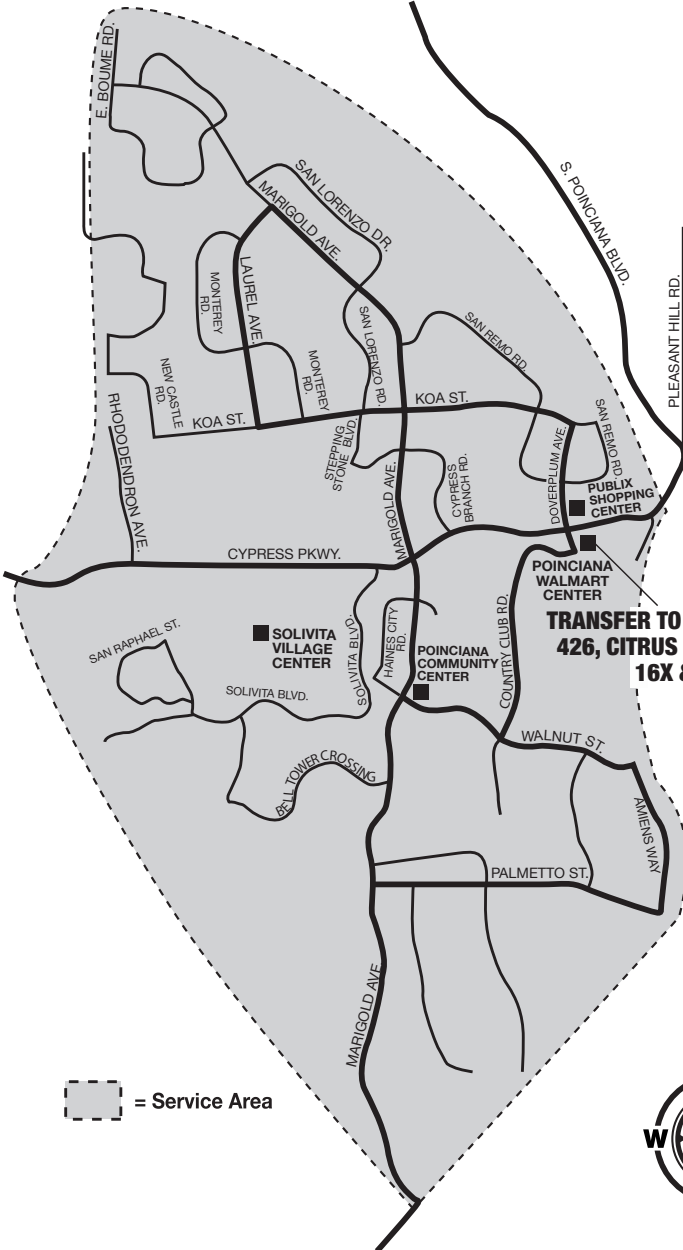 E. BOUME RD.
SAN LORENZO DR.
MARIGOLD AVE.
S. POINCIANA BLVD.
PLEASANT HILL RD.
LAUREL AVE.
MONTEREY
RD.
SAN LORENZO RD.
SAN REMO RD.
NEW CASTLE
RD.
MONTEREY
RD.
KOA ST.
KOA ST.
RHODODENDRON AVE.
STEPPING
STONE BLVD.
MARIGOLD AVE.
CYPRESS
BRANCH RD.
DOVERPLUM AVE.
SAN REMO RD.
PUBLIX
SHOPPING
CENTER
CYPRESS PKWY.
POINCIANA
WALMART
CENTER
TRANSFER TO
426, CITRUS
16X &
SAN RAPHAEL ST.
SOLIVITA
VILLAGE
CENTER
SOLIVITA BLVD.
HAINES CITY
RD.
COUNTRY CLUB RD.
POINCIANA
COMMUNITY
CENTER
SOLIVITA BLVD.
WALNUT ST.
BELL TOWER CROSSING
AMIENS WAY
PALMETTO ST.
MARIGOLD AVE.
= Service Area
W